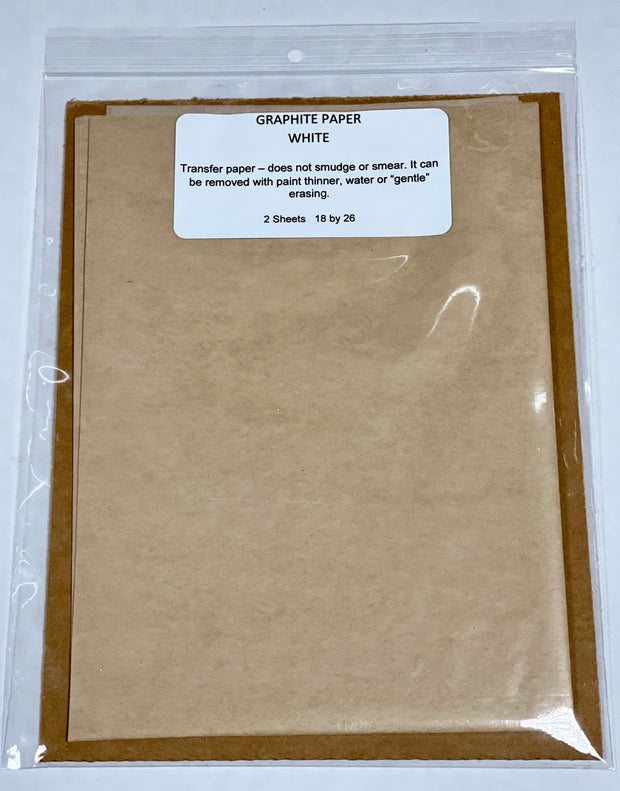 GRAPHITE PAPER
WHITE
Transfer paper – does not smudge or smear. It can
be removed with paint thinner, water or “gentle”
erasing.
2 Sheets 18 by 26